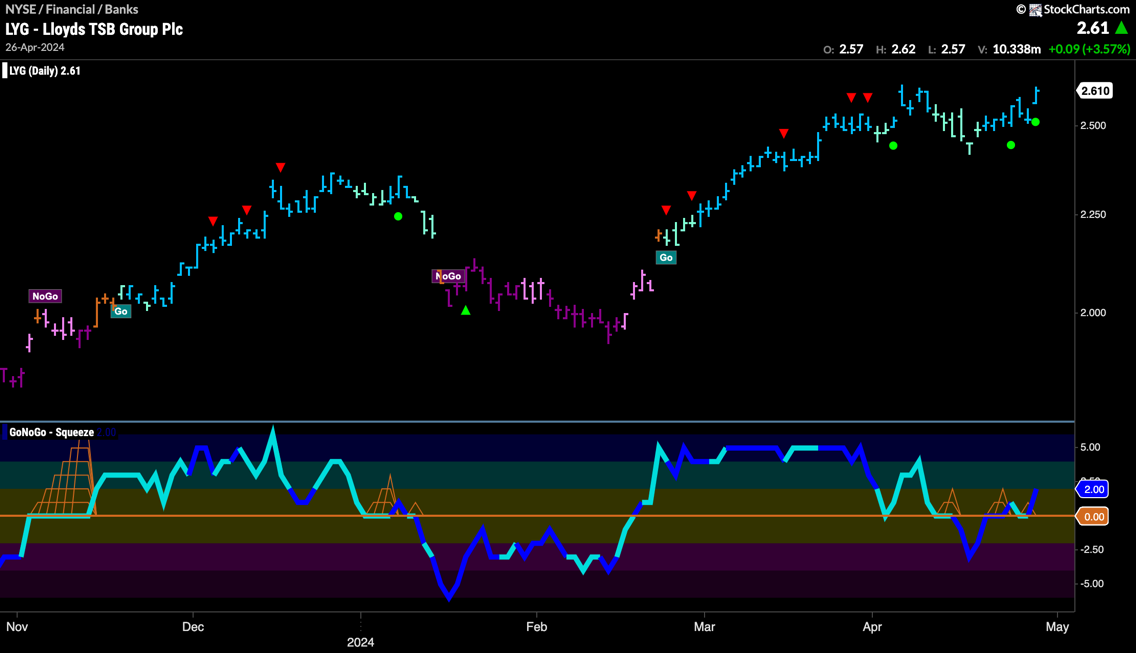 NYSE / Financial / Banks
© StockCharts.com
LYG - Lloyds TSB Group Plc
2.61
26-Apr-2024
O: 2.57 H: 2.62 L: 2.57 V: 10.338m +0.09 (+3.57%)
LYG (Daily) 2.61
2.610
2.500
2.250
NoGo
NoGo
Go
Go
2.000
GoNoGo - Squeeze 2.00
5.00
2.00
0.00
-2.50
-5.00
Nov Dec Feb Mar Apr May
2024